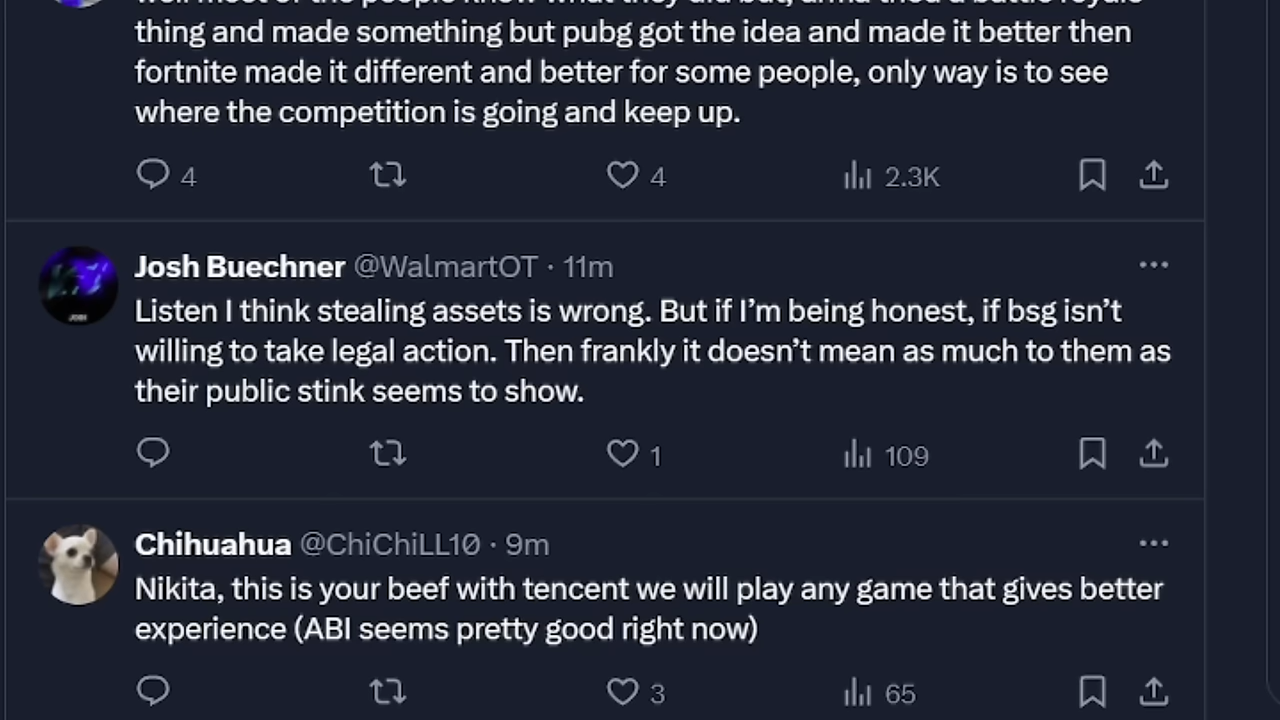 thing and made something but pubg got the idea and made it better then
fortnite made it different and better for some people, only way is to see
where the competition is going and keep up.
4 4 2.3K
Josh Buechner @WalmartOT · 11m
Listen I think stealing assets is wrong. But if I’m being honest, if bsg isn’t
willing to take legal action. Then frankly it doesn’t mean as much to them as
their public stink seems to show.
1 109
Chihuahua @ChiChiLL10 · 9m
Nikita, this is your beef with tencent we will play any game that gives better
experience (ABI seems pretty good right now)
3 65